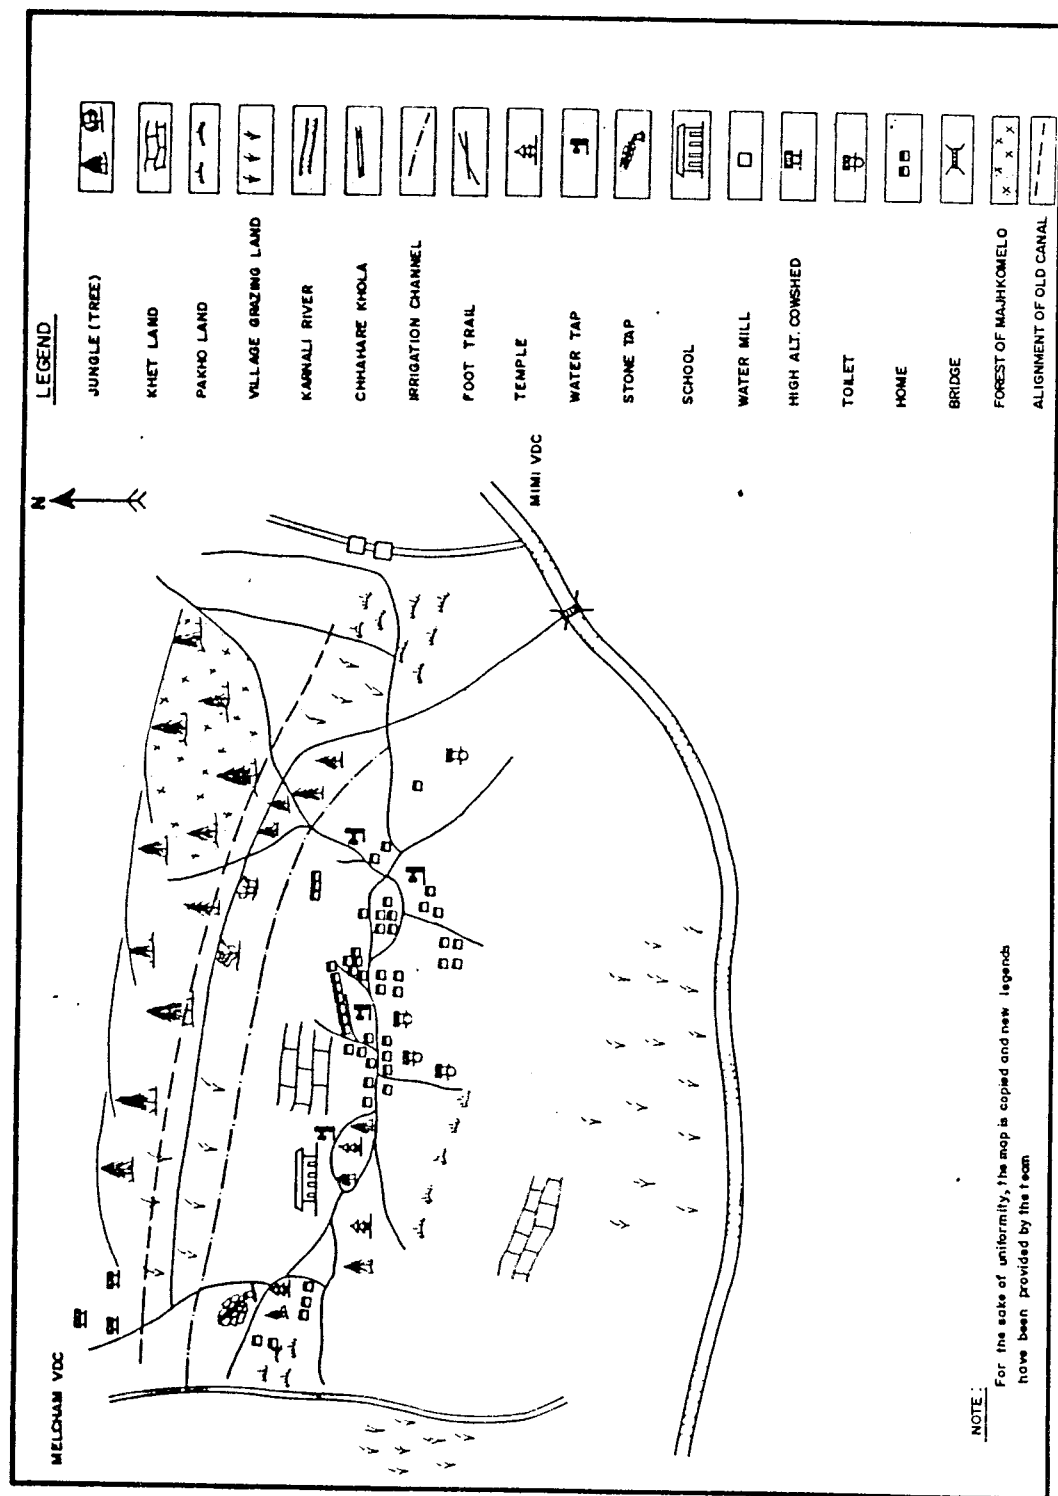 MELCHAM VDC
N
MIMI VDC
LEGEND
JUNGLE (TREE)
KHET LAND
PAKHO LAND
VILLAGE GRAZING LAND
KARNALI RIVER
CHHAHARE KHOLA
IRRIGATION CHANNEL
FOOT TRAIL
TEMPLE
WATER TAP
STONE TAP
SCHOOL
WATER MILL
HIGH ALT. COWSHED
TOILET
HOME
BRIDGE
FOREST OF MAJHKOMELO
ALIGNMENT OF OLD CANAL
NOTE:
For the sake of uniformity, the map is copied and new legends
have been provided by the team